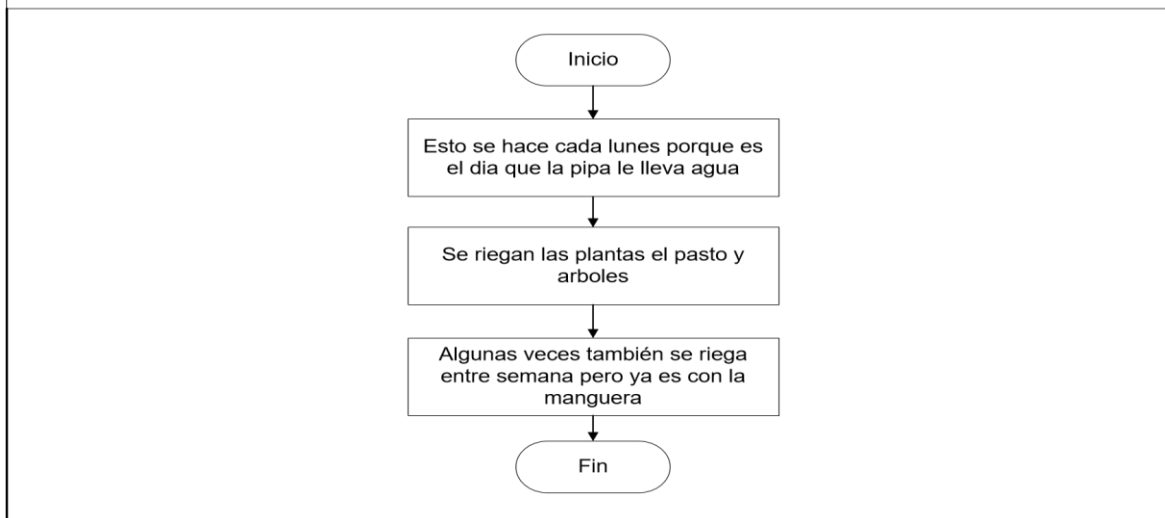 Inicio
Esto se hace cada lunes porque es
el dia que la pipa le lleva agua
Se riegan las plantas el pasto y
arboles
Algunas veces también se riega
entre semana pero ya es con la
manguera
Fin